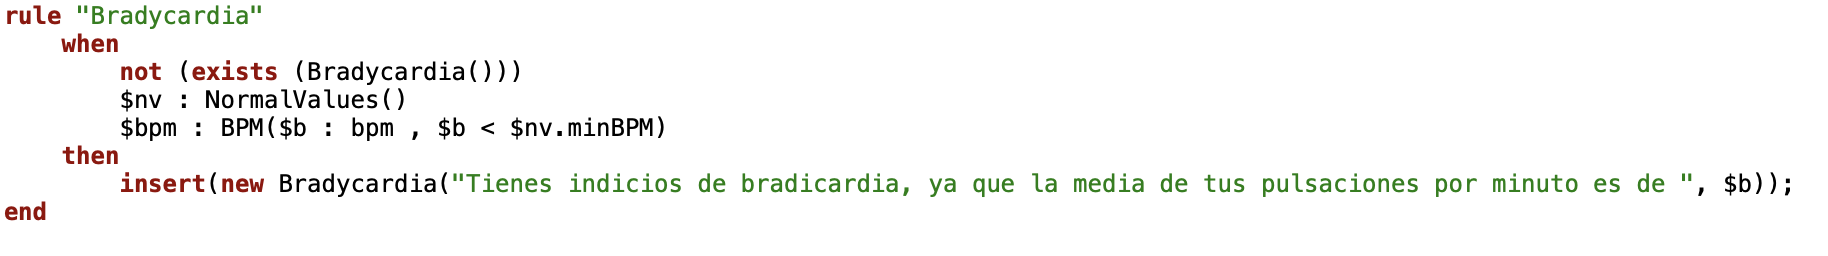 rule "Bradycardia"
    when
        not (exists (Bradycardia()))
        $nv : NormalValues()
        $bpm : BPM($b : bpm , $b < $nv.minBPM)
    then
        insert(new Bradycardia("Tienes indicios de bradicardia, ya que la media de tus pulsaciones por minuto es de ", $b));
end